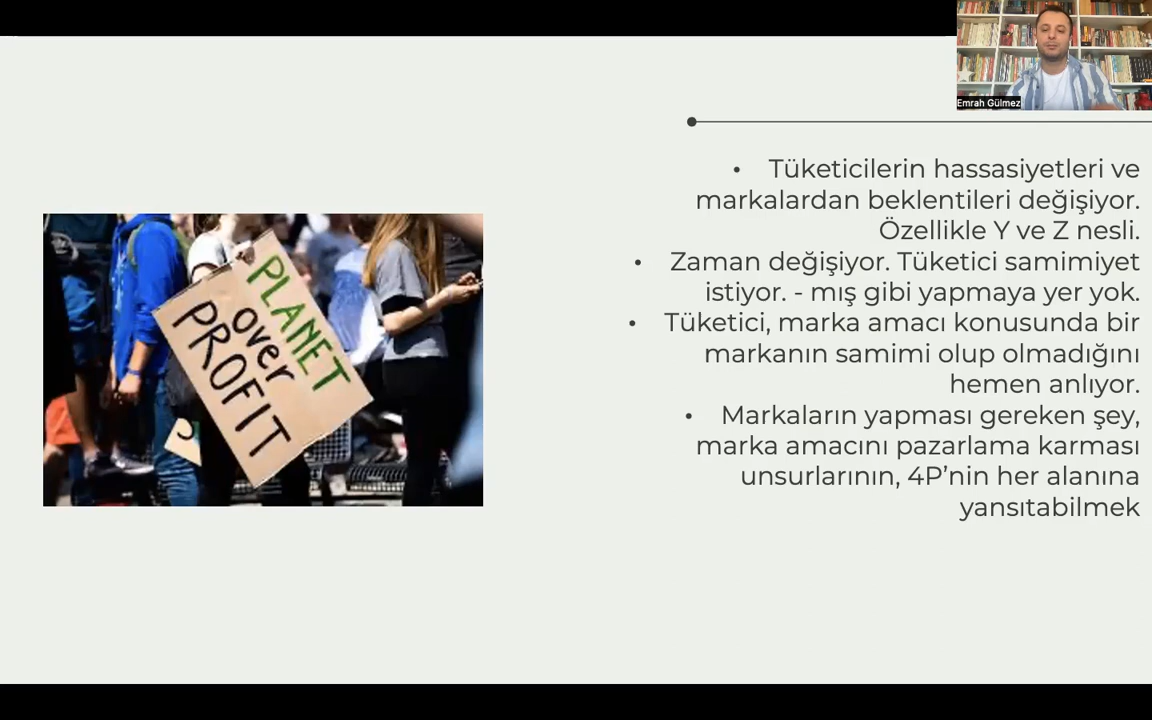 Emrah Gülmez
• Tüketicilerin hassasiyetleri ve
markalardan beklentileri değişiyor.
Özellikle Y ve Z nesli.
• Zaman değişiyor. Tüketici samimiyet
istiyor. - mış gibi yapmaya yer yok.
• Tüketici, marka amacı konusunda bir
markanın samimi olup olmadığını
hemen anlıyor.
• Markaların yapması gereken şey,
marka amacını pazarlama karması
unsurlarının, 4P’nin her alanına
yansıtabilmek
PLANET
over
PROFIT